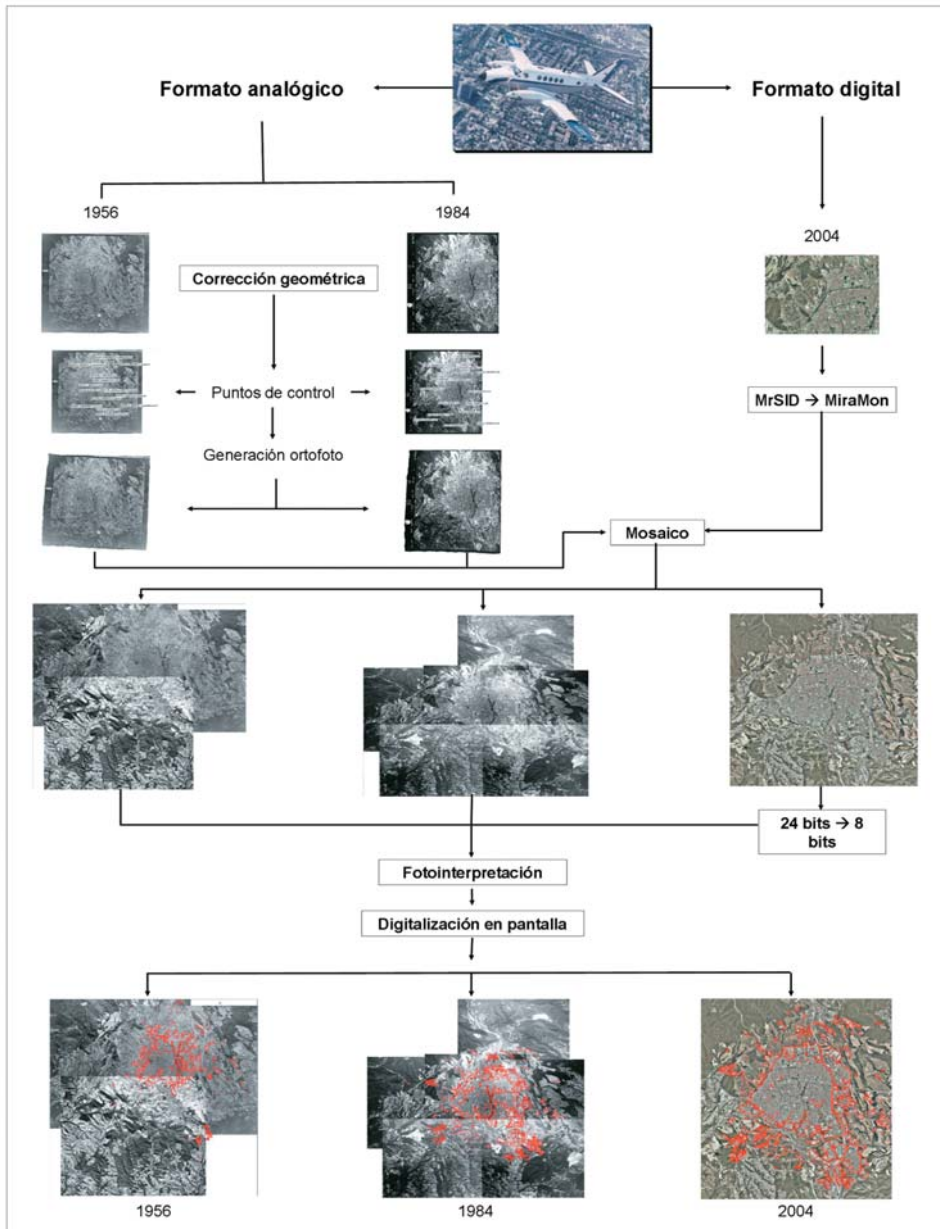 Formato analógico
Formato digital
1956
1984
2004
Corrección geométrica
Puntos de control
Generación ortofoto
MrSID → MiraMon
Mosaico
24 bits → 8
bits
Fotointerpretación
Digitalización en pantalla
1956
1984
2004